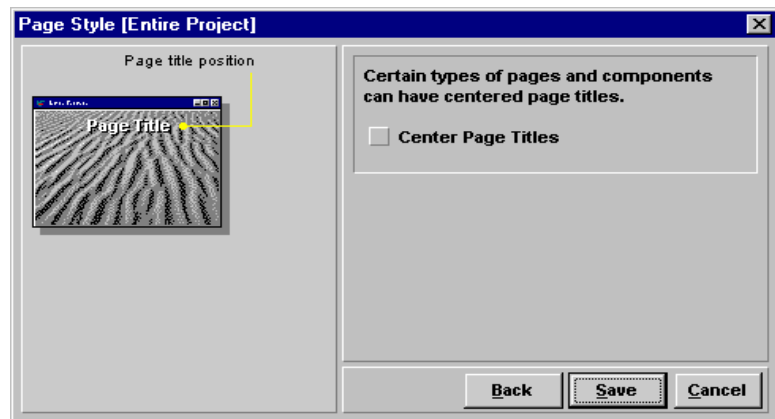 Page Style [Entire Project]
Page title position
Page Title
Certain types of pages and components
can have centered page titles.
Center Page Titles
Back
Save
Cancel